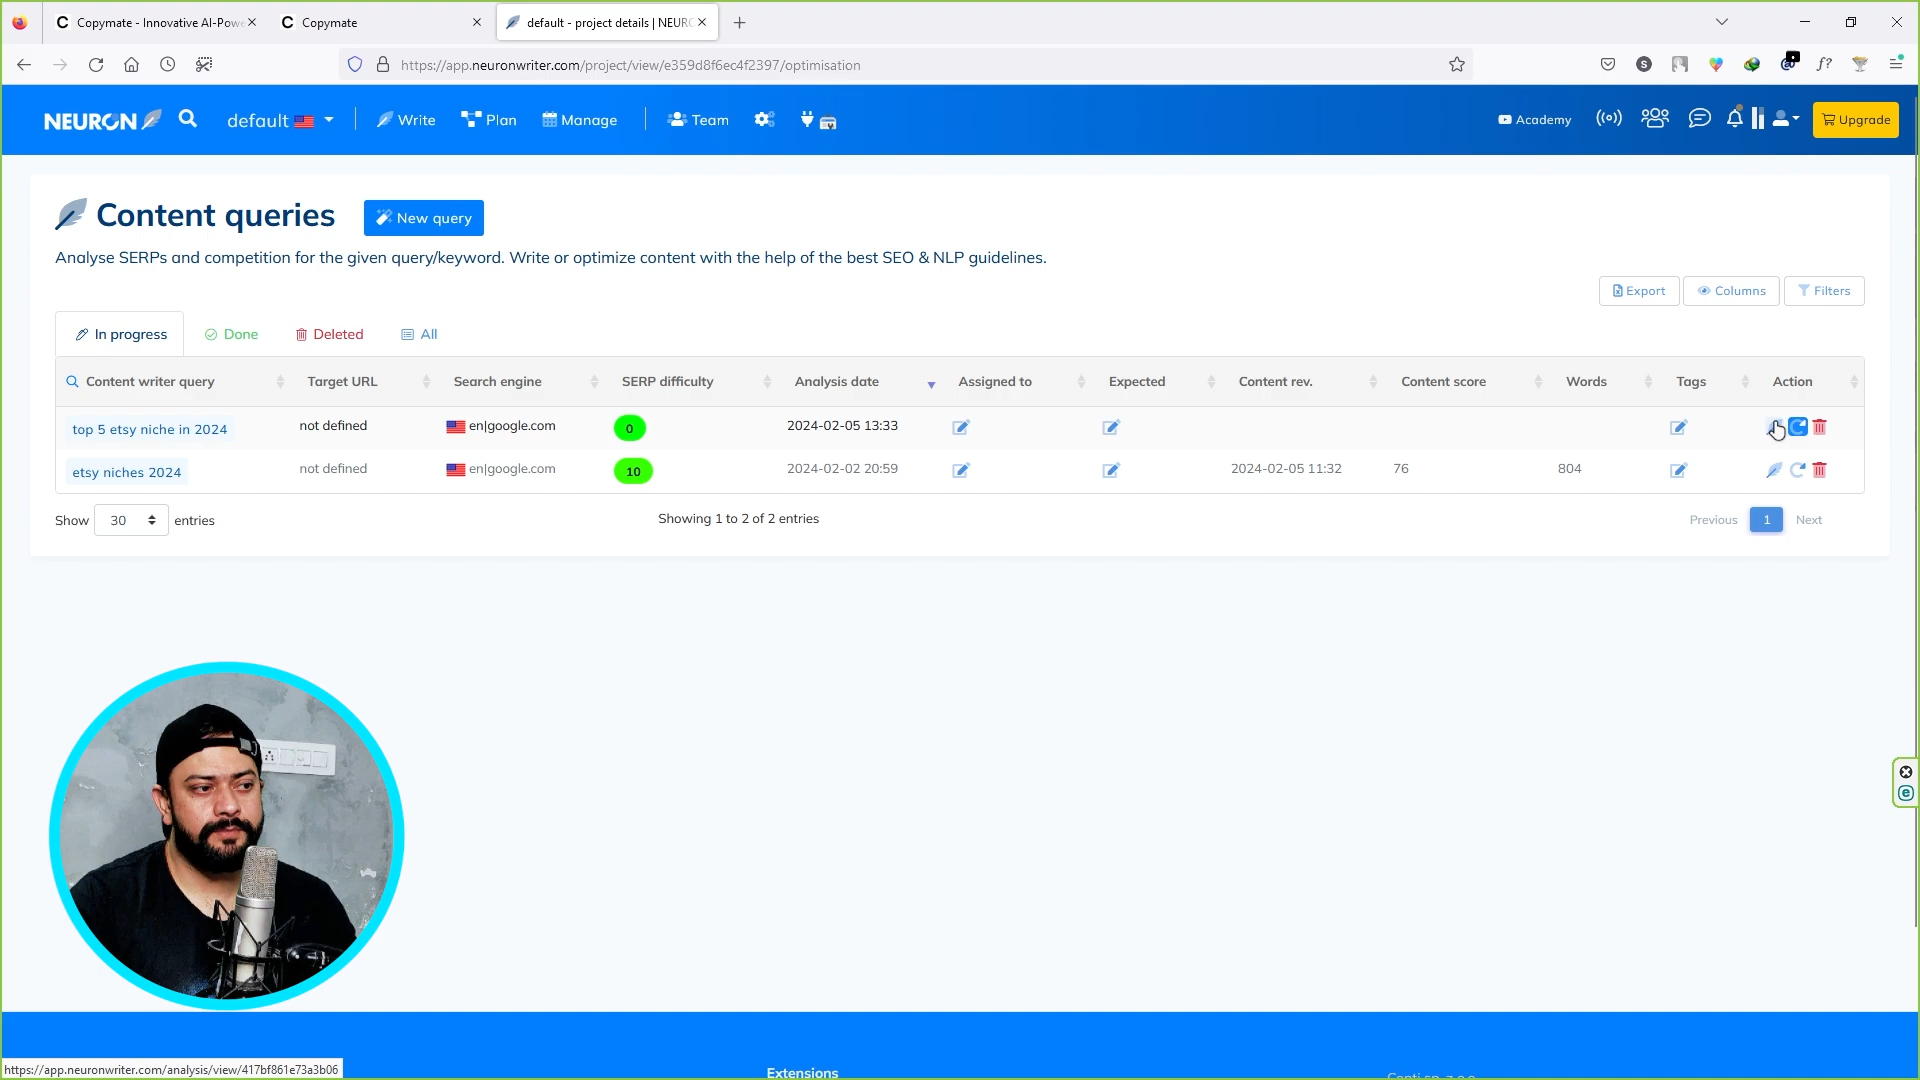 Copymate - Innovative AI-Powe
Copymate
default - project details | NEUR
https://app.neuronwriter.com/project/view/e359d8f6ec4f2397/optimisation
NEURON
default
Write
Plan
Manage
Team
Academy
Upgrade
Content queries
New query
Analyse SERPs and competition for the given query/keyword. Write or optimize content with the help of the best SEO & NLP guidelines.
Export
Columns
Filters
In progress
Done
Deleted
All
Content writer query Target URL Search engine SERP difficulty Analysis date Assigned to Expected Content rev. Content score Words Tags Action
top 5 etsy niche in 2024 not defined en|google.com 0 2024-02-05 13:33
etsy niches 2024 not defined en|google.com 10 2024-02-02 20:59 2024-02-05 11:32 76 804
Show 30 entries
Showing 1 to 2 of 2 entries
Previous 1 Next
https://app.neuronwriter.com/analysis/view/417bf861e73a3b06
Extensions